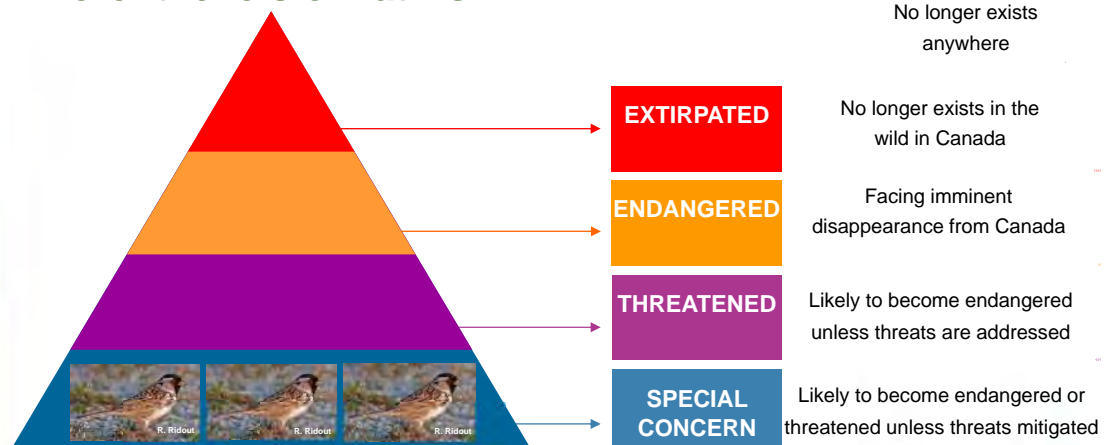 No longer exists
anywhere
EXTIRPATED
No longer exists in the
wild in Canada
ENDANGERED
Facing imminent
disappearance from Canada
THREATENED
Likely to become endangered
unless threats are addressed
SPECIAL
CONCERN
Likely to become endangered or
threatened unless threats mitigated
R. Ridout
R. Ridout
R. Ridout